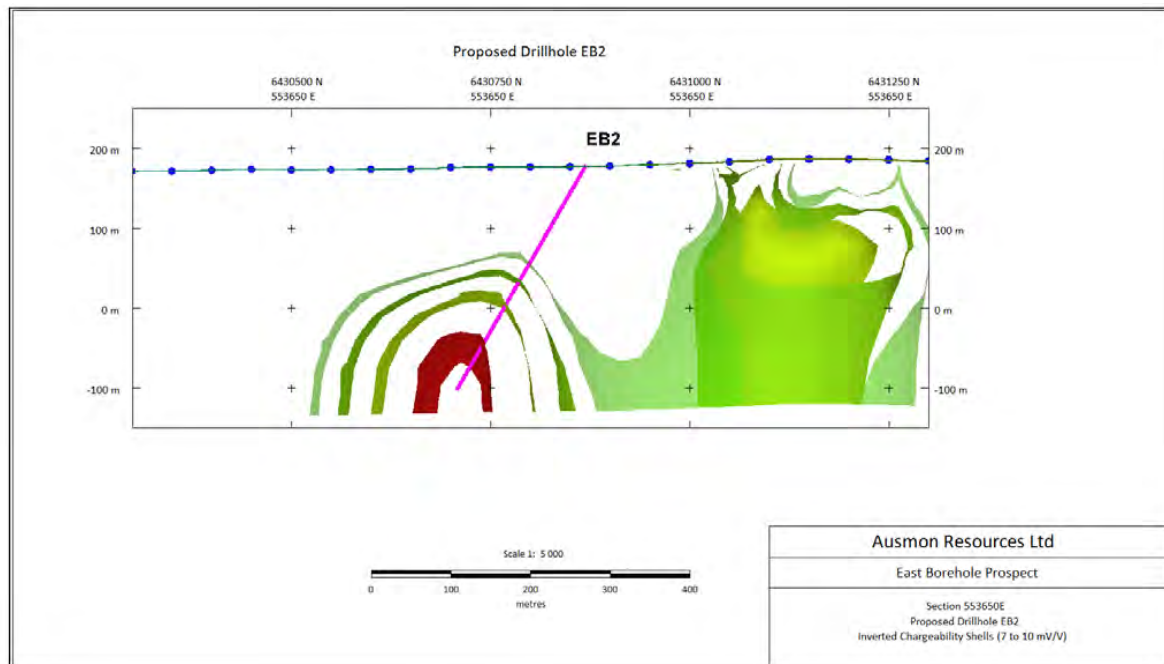 Proposed Drillhole EB2
6430500 N
553650 E
6430750 N
553650 E
6431000 N
553650 E
6431250 N
553650 E
EB2
200 m
200 m
100 m
100 m
0 m
0 m
-100 m
-100 m
Scale 1: 5 000
0 100 200 300 400
metres
Ausmon Resources Ltd
East Borehole Prospect
Section 553650E
Proposed Drillhole EB2
Inverted Chargeability Shells (7 to 10 mV/V)